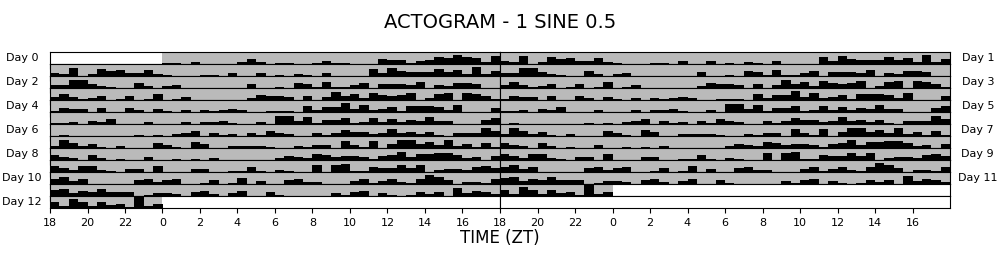 ACTOGRAM - 1 SINE 0.5
Day 0 Day 1
Day 2 Day 3
Day 4 Day 5
Day 6 Day 7
Day 8 Day 9
Day 10 Day 11
Day 12
18 20 22 0 2 4 6 8 10 12 14 16 18 20 22 0 2 4 6 8 10 12 14 16
TIME (ZT)